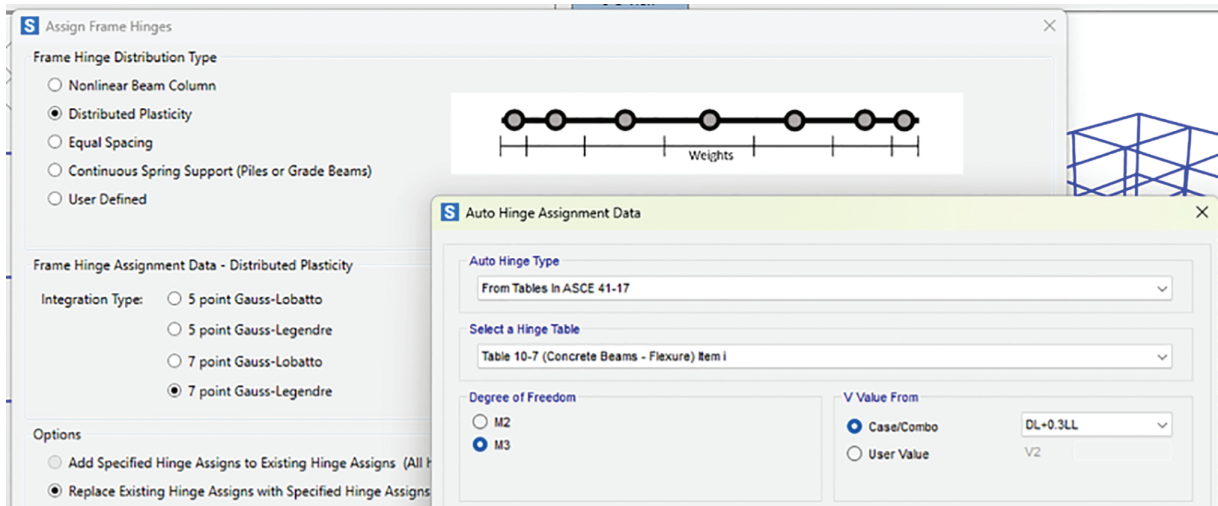 Assign Frame Hinges
Frame Hinge Distribution Type
Nonlinear Beam Column
Distributed Plasticity
Equal Spacing
Continuous Spring Support (Piles or Grade Beams)
User Defined
Weights
Frame Hinge Assignment Data - Distributed Plasticity
Integration Type:
5 point Gauss-Lobatto
5 point Gauss-Legendre
7 point Gauss-Lobatto
7 point Gauss-Legendre
Options
Add Specified Hinge Assigns to Existing Hinge Assigns (All
Replace Existing Hinge Assigns with Specified Hinge Assigns
Auto Hinge Assignment Data
Auto Hinge Type
From Tables In ASCE 41-17
Select a Hinge Table
Table 10-7 (Concrete Beams - Flexure) Item i
Degree of Freedom
M2
M3
V Value From
Case/Combo DL+0.3LL
User Value V2